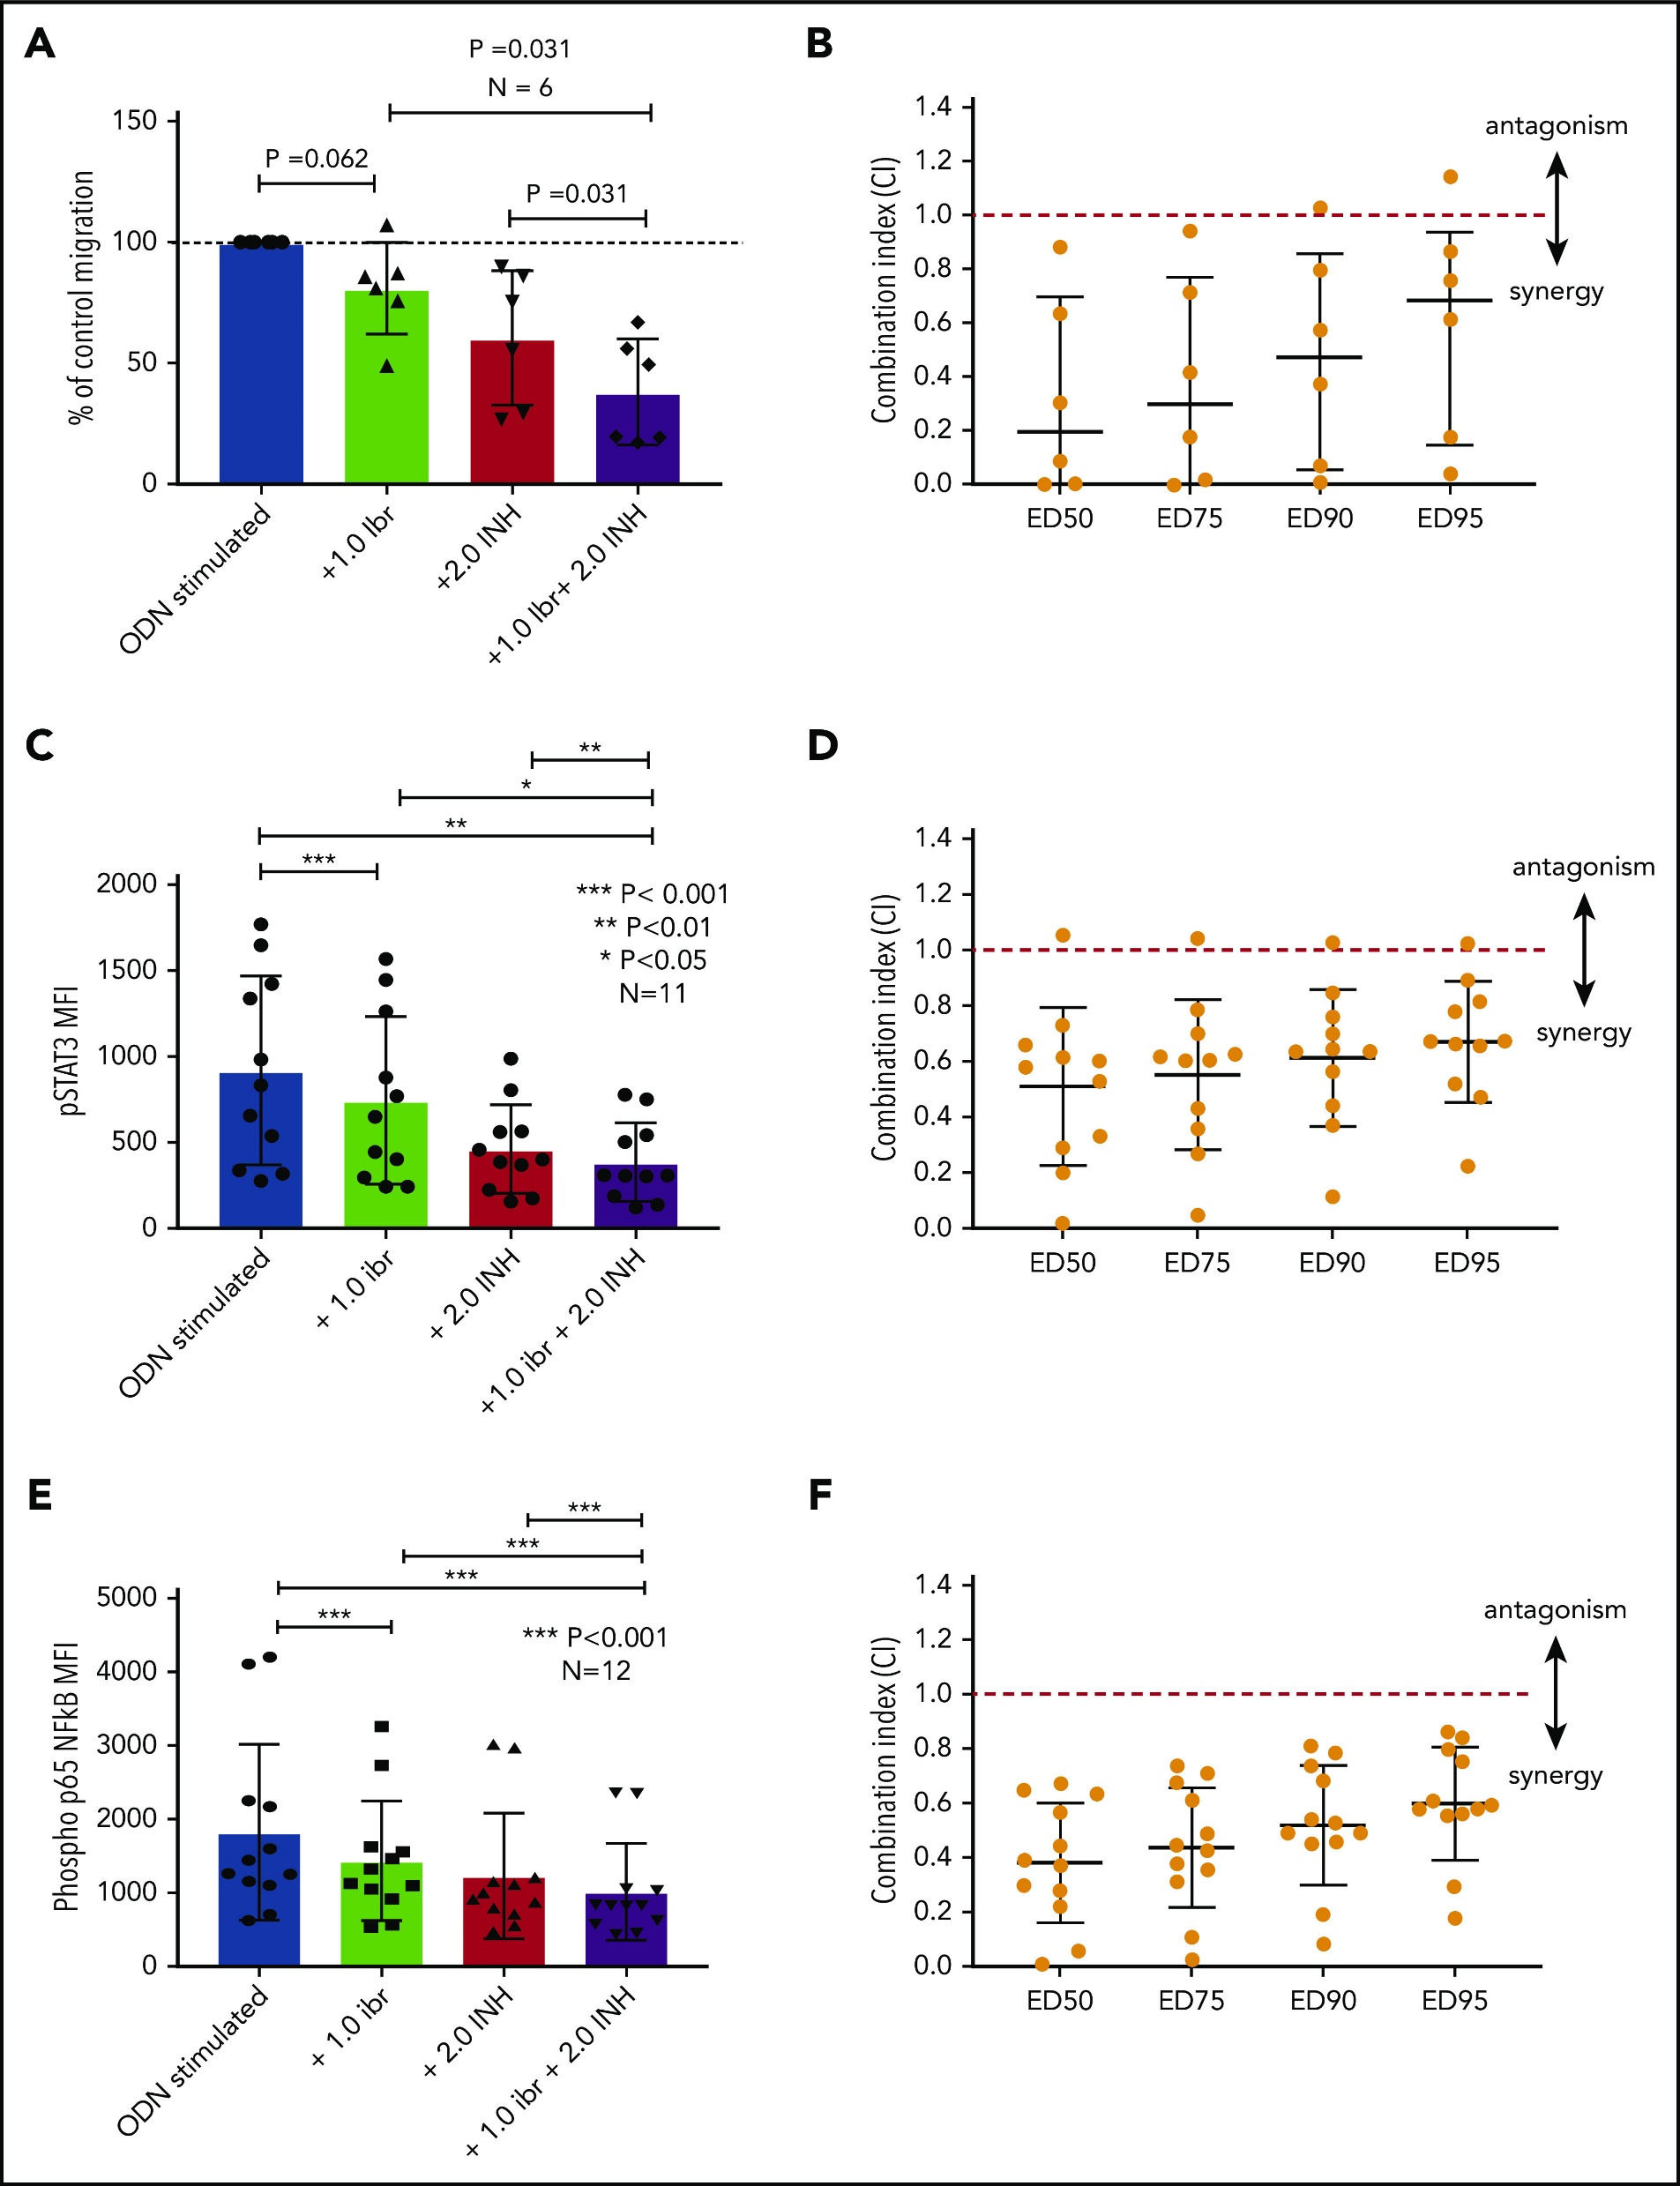 A
P =0.031
N = 6
P =0.062
P =0.031
% of control migration
150
100
50
0
ODN stimulated
+1.0 Ibr
+2.0 INH
+1.0 Ibr+ 2.0 INH
B
Combination index (CI)
1.4
1.2
1.0
0.8
0.6
0.4
0.2
0.0
ED50
ED75
ED90
ED95
antagonism
synergy
C
**
*
**
***
*** P< 0.001
** P<0.01
* P<0.05
N=11
pSTAT3 MFI
2000
1500
1000
500
0
ODN stimulated
+ 1.0 ibr
+ 2.0 INH
+1.0 ibr + 2.0 INH
D
Combination index (CI)
1.4
1.2
1.0
0.8
0.6
0.4
0.2
0.0
ED50
ED75
ED90
ED95
antagonism
synergy
E
***
***
***
***
*** P<0.001
N=12
Phospho p65 NFkB MFI
5000
4000
3000
2000
1000
0
ODN stimulated
+ 1.0 ibr
+ 2.0 INH
+ 1.0 ibr + 2.0 INH
F
Combination index (CI)
1.4
1.2
1.0
0.8
0.6
0.4
0.2
0.0
ED50
ED75
ED90
ED95
antagonism
synergy